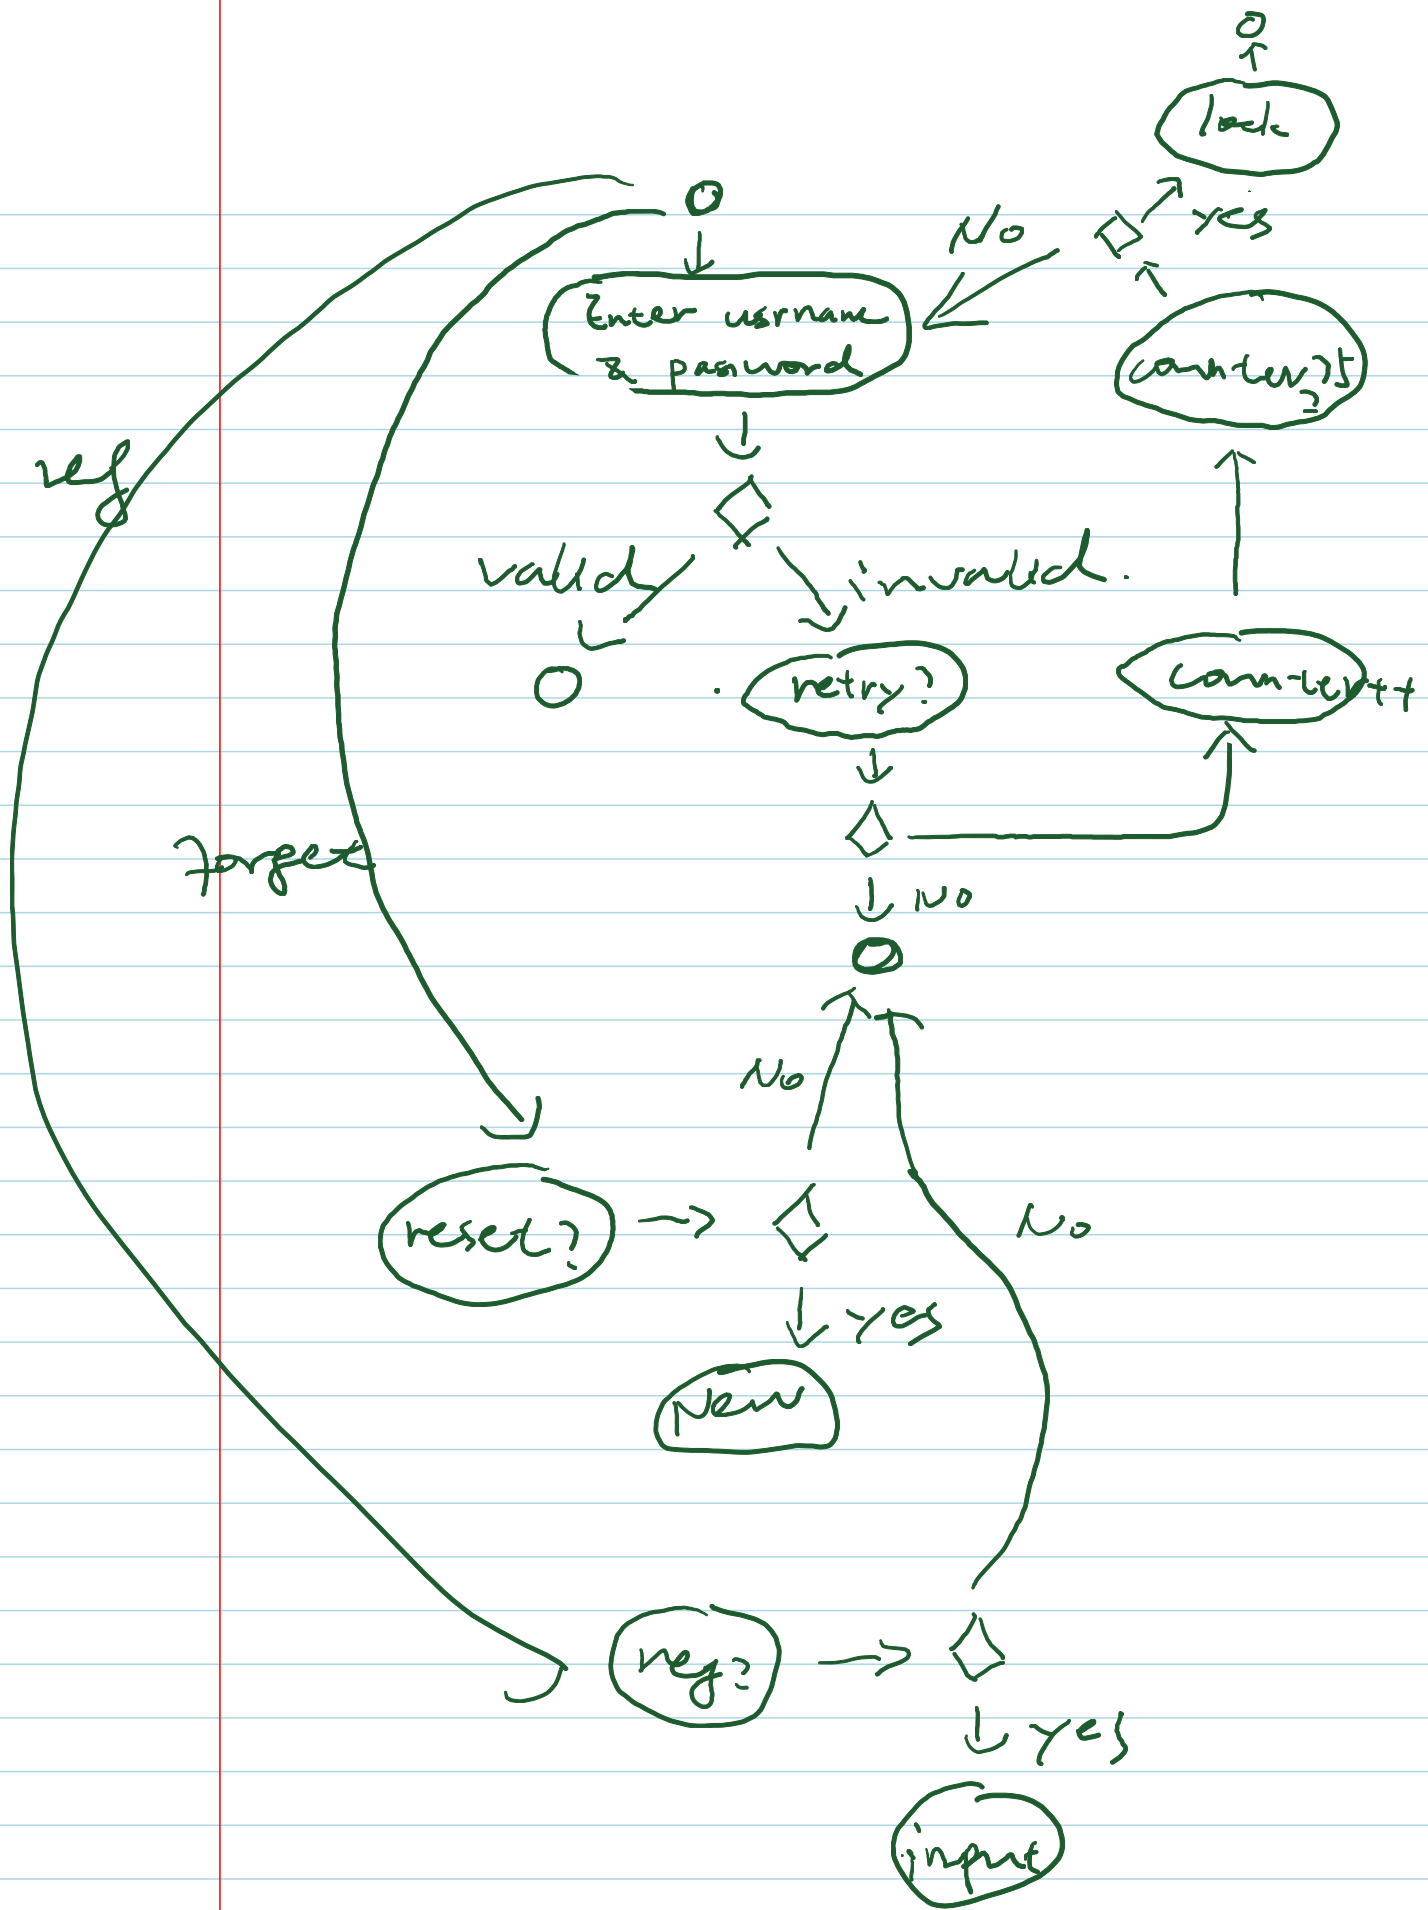 lock
Yes
No
Enter usrname
& password
counter>5
?
reg
valid
invalid.
retry?
counter++
forget
No
No
No
reset?
Yes
New
reg?
Yes
input